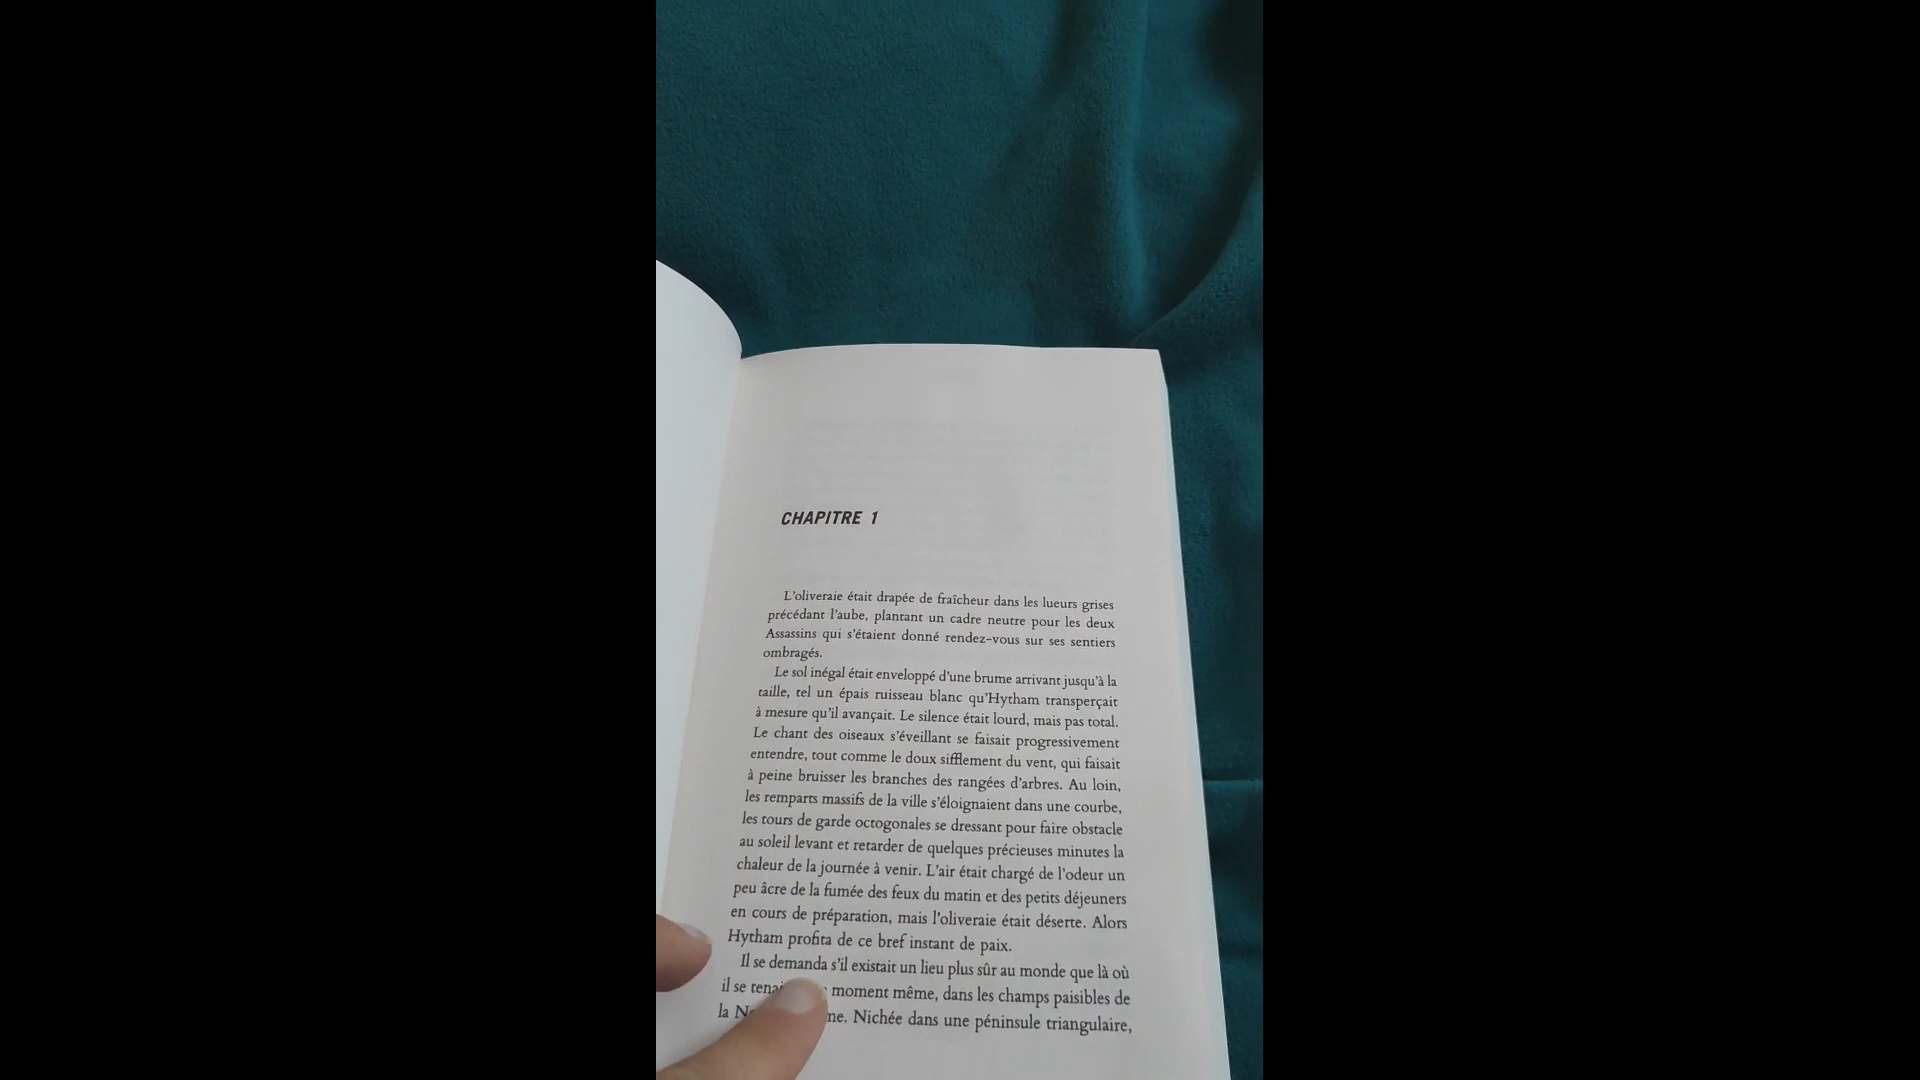 CHAPITRE 1
L'oliveraie était drapée de fraîcheur dans les lueurs grises
précédant l'aube, plantant un cadre neutre pour les deux
Assassins qui s'étaient donné rendez-vous sur ses sentiers
ombragés.
Le sol inégal était enveloppé d'une brume arrivant jusqu'à la
taille, tel un épais ruisseau blanc qu'Hytham transperçait
à mesure qu'il avançait. Le silence était lourd, mais pas total.
Le chant des oiseaux s'éveillant se faisait progressivement
entendre, tout comme le doux sifflement du vent, qui faisait
à peine bruisser les branches des rangées d'arbres. Au loin,
les remparts massifs de la ville s'éloignaient dans une courbe,
les tours de garde octogonales se dressant pour faire obstacle
au soleil levant et retarder de quelques précieuses minutes la
chaleur de la journée à venir. L'air était chargé de l'odeur un
peu âcre de la fumée des feux du matin et des petits déjeuners
en cours de préparation, mais l'oliveraie était déserte. Alors
Hytham profita de ce bref instant de paix.
Il se demanda s'il existait un lieu plus sûr au monde que là où
il se moment même, dans les champs paisibles de
la Nichée dans une péninsule triangulaire,